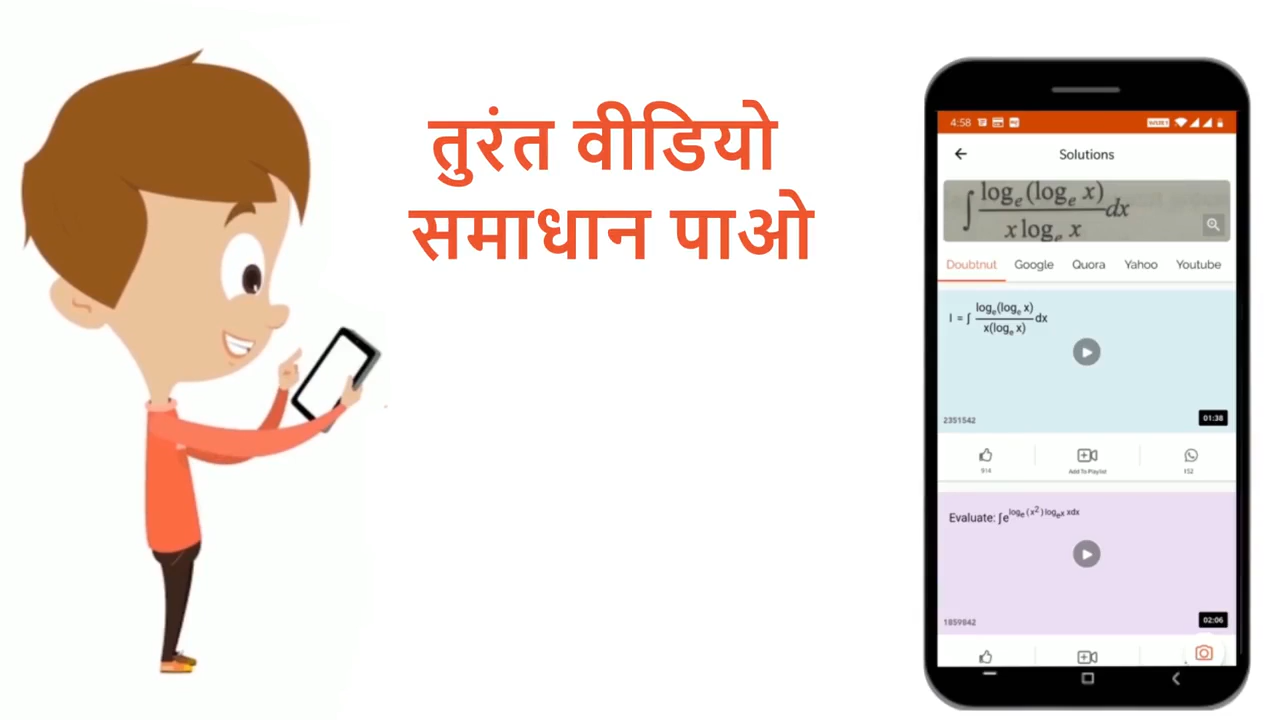 तुरंत वीडियो
समाधान पाओ
4:58
Solutions
∫ logₑ(logₑ x) / x logₑ x dx
Doubtnut Google Quora Yahoo Youtube
I = ∫ logₑ(logₑ x) / x(logₑ x) dx
2351542 01:38
914 Add To Playlist 152
Evaluate: ∫e^logₑ(x²)logₑx xdx
1859842 02:06